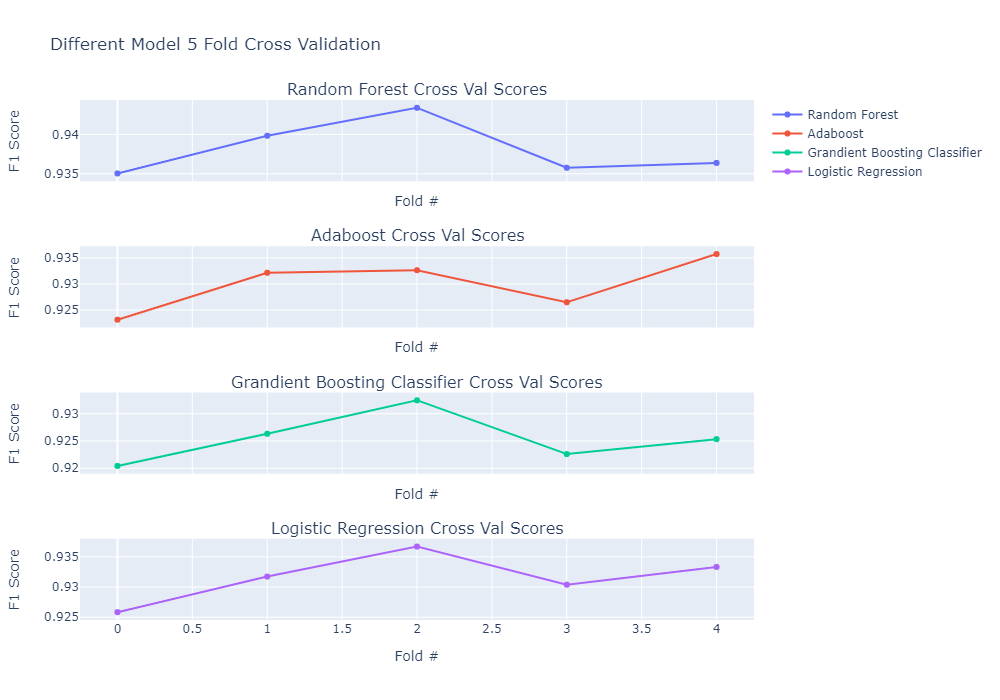 Different Model 5 Fold Cross Validation
Random Forest Cross Val Scores
F1 Score
0.94
0.935
Fold #
Random Forest
Adaboost
Grandient Boosting Classifier
Logistic Regression
Adaboost Cross Val Scores
F1 Score
0.935
0.93
0.925
Fold #
Grandient Boosting Classifier Cross Val Scores
F1 Score
0.93
0.925
0.92
Fold #
Logistic Regression Cross Val Scores
F1 Score
0.935
0.93
0.925
0 0.5 1 1.5 2 2.5 3 3.5 4
Fold #